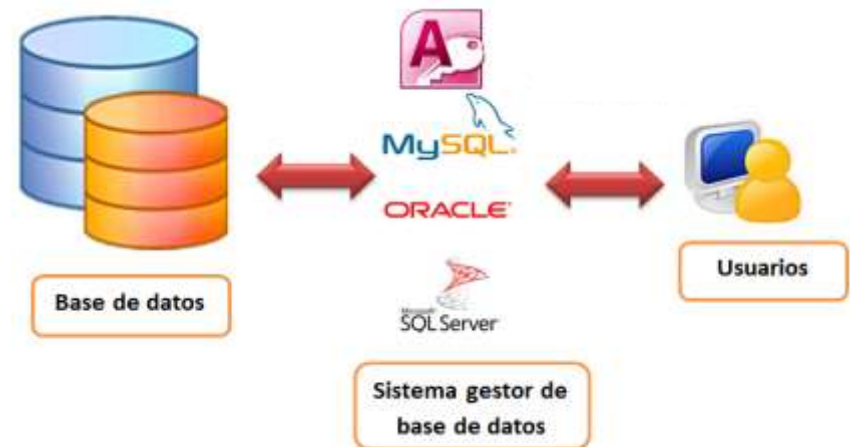 A
MySQL®
ORACLE®
Microsoft®
SQL Server
Base de datos
Usuarios
Sistema gestor de
base de datos